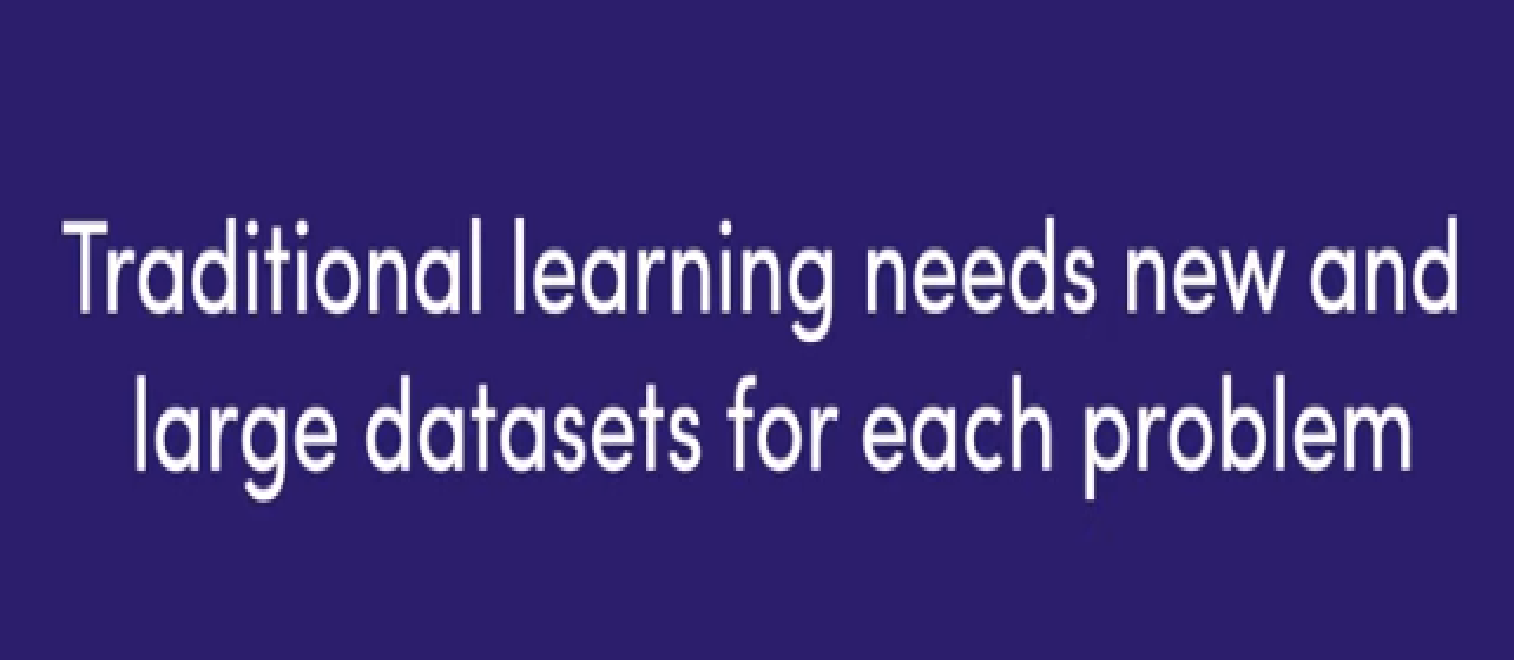 Traditional learning needs new and
large datasets for each problem